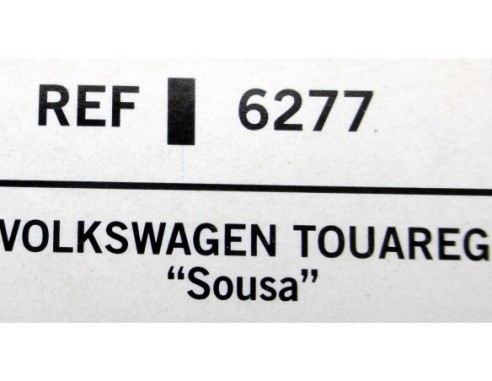 REF 6277
VOLKSWAGEN TOUAREG
“Sousa”